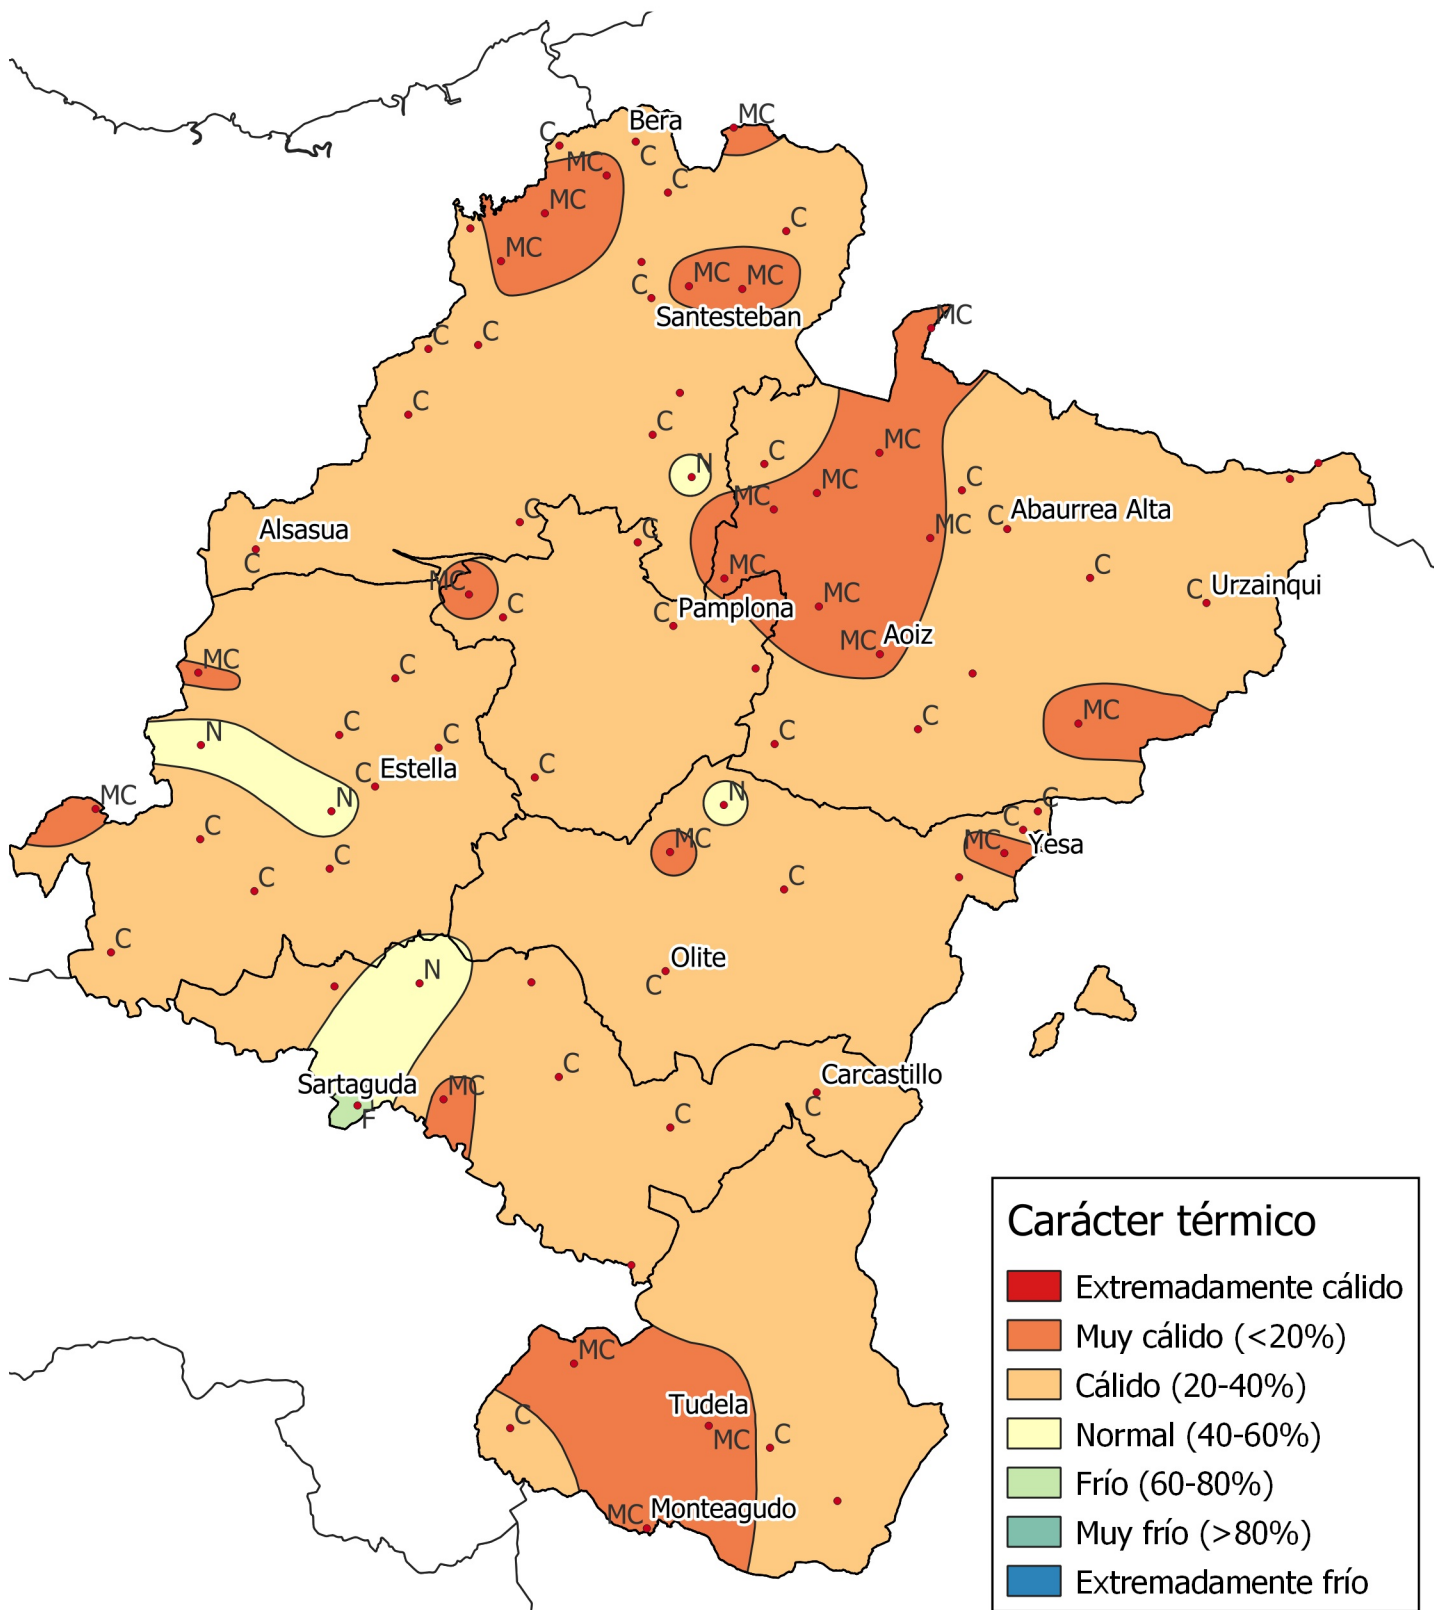 Bera
MC
C
C
MC
C
MC
C
MC
MC
MC
C
Santesteban
MC
C
C
C
C
MC
C
N
MC
C
MC
C
Abaurrea Alta
C
C
MC
Alsasua
C
MC
MC
C
C
Urzainqui
MC
C
C
Pamplona
MC
Aoiz
MC
C
MC
N
C
C
C
C
MC
C
Estella
C
N
N
MC
C
C
C
MC
MC
Yesa
C
C
C
C
N
Olite
C
Sartaguda
F
MC
C
C
Carcastillo
C
MC
C
Tudela
MC
C
MC
Monteagudo
Carácter térmico
Extremadamente cálido
Muy cálido (<20%)
Cálido (20-40%)
Normal (40-60%)
Frío (60-80%)
Muy frío (>80%)
Extremadamente frío